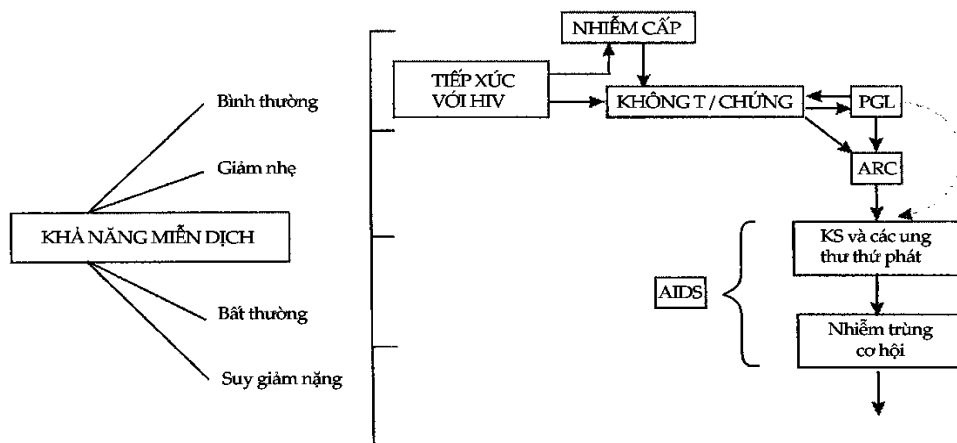 NHIỄM CẤP
TIẾP XÚC
VỚI HIV
KHÔNG T / CHỨNG
PGL
ARC
Bình thường
Giảm nhẹ
KHẢ NĂNG MIỄN DỊCH
Bất thường
Suy giảm nặng
AIDS
KS và các ung
thư thứ phát
Nhiễm trùng
cơ hội